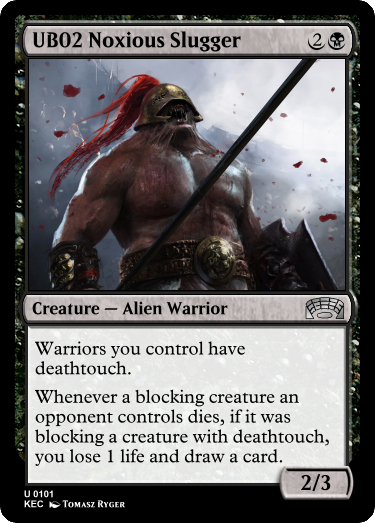 UB02 Noxious Slugger 2
Creature — Alien Warrior
Warriors you control have
deathtouch.
Whenever a blocking creature an
opponent controls dies, if it was
blocking a creature with deathtouch,
you lose 1 life and draw a card.
2/3
U 0101
KEC Tomasz Ryger